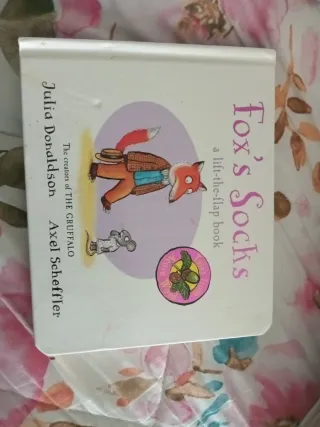 Fox's Socks
a lift-the-flap book
The creators of THE GRUFFALO
Julia Donaldson Axel Scheffler